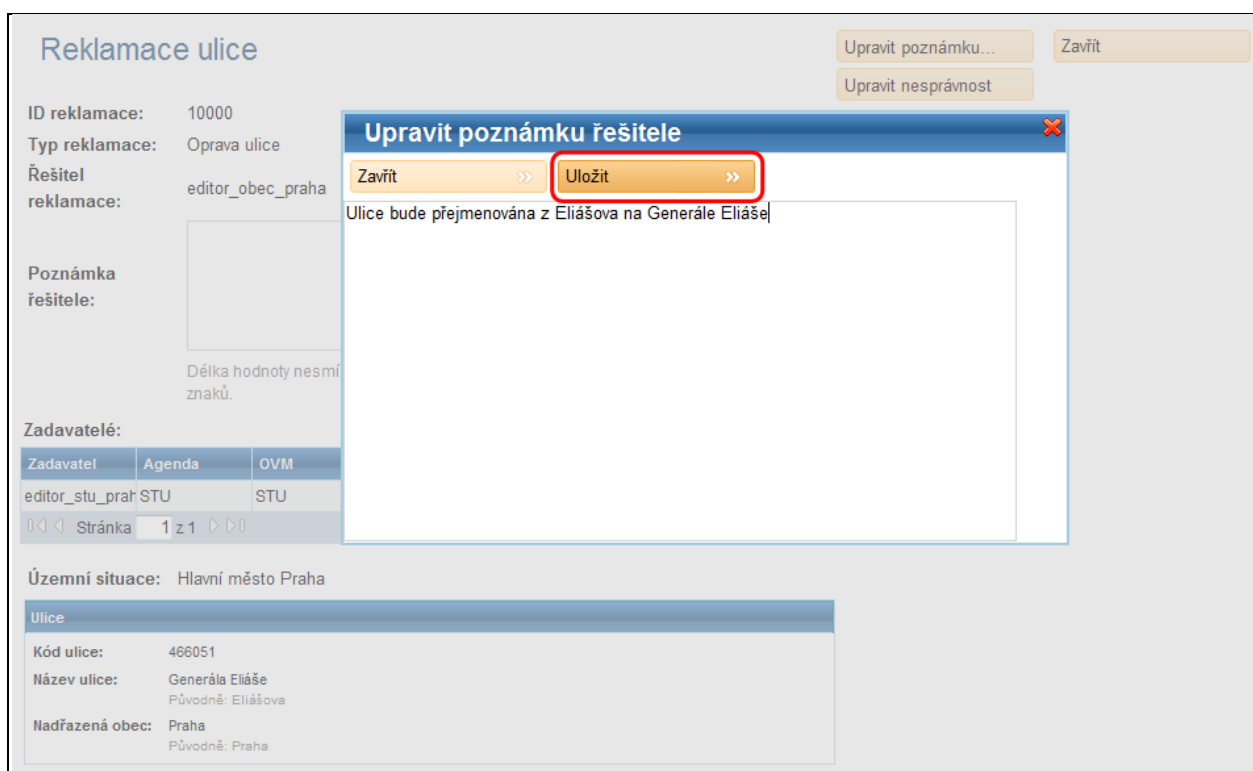 Reklamace ulice
Upravit poznámku...
Zavřít
Upravit nesprávnost
ID reklamace: 10000
Typ reklamace: Oprava ulice
Řešitel
reklamace:
editor_obec_praha
Poznámka
řešitele:
Délka hodnoty nesmí
znaků.
Upravit poznámku řešitele
Zavřít
Uložit
Ulice bude přejmenována z Eliášova na Generále Eliáše
Zadavatelé:
Zadavatel Agenda OVM
editor_stu_prah STU STU
Stránka 1 z 1
Územní situace: Hlavní město Praha
Ulice
Kód ulice: 466051
Název ulice: Generála Eliáše
Původně: Eliášova
Nadřazená obec: Praha
Původně: Praha